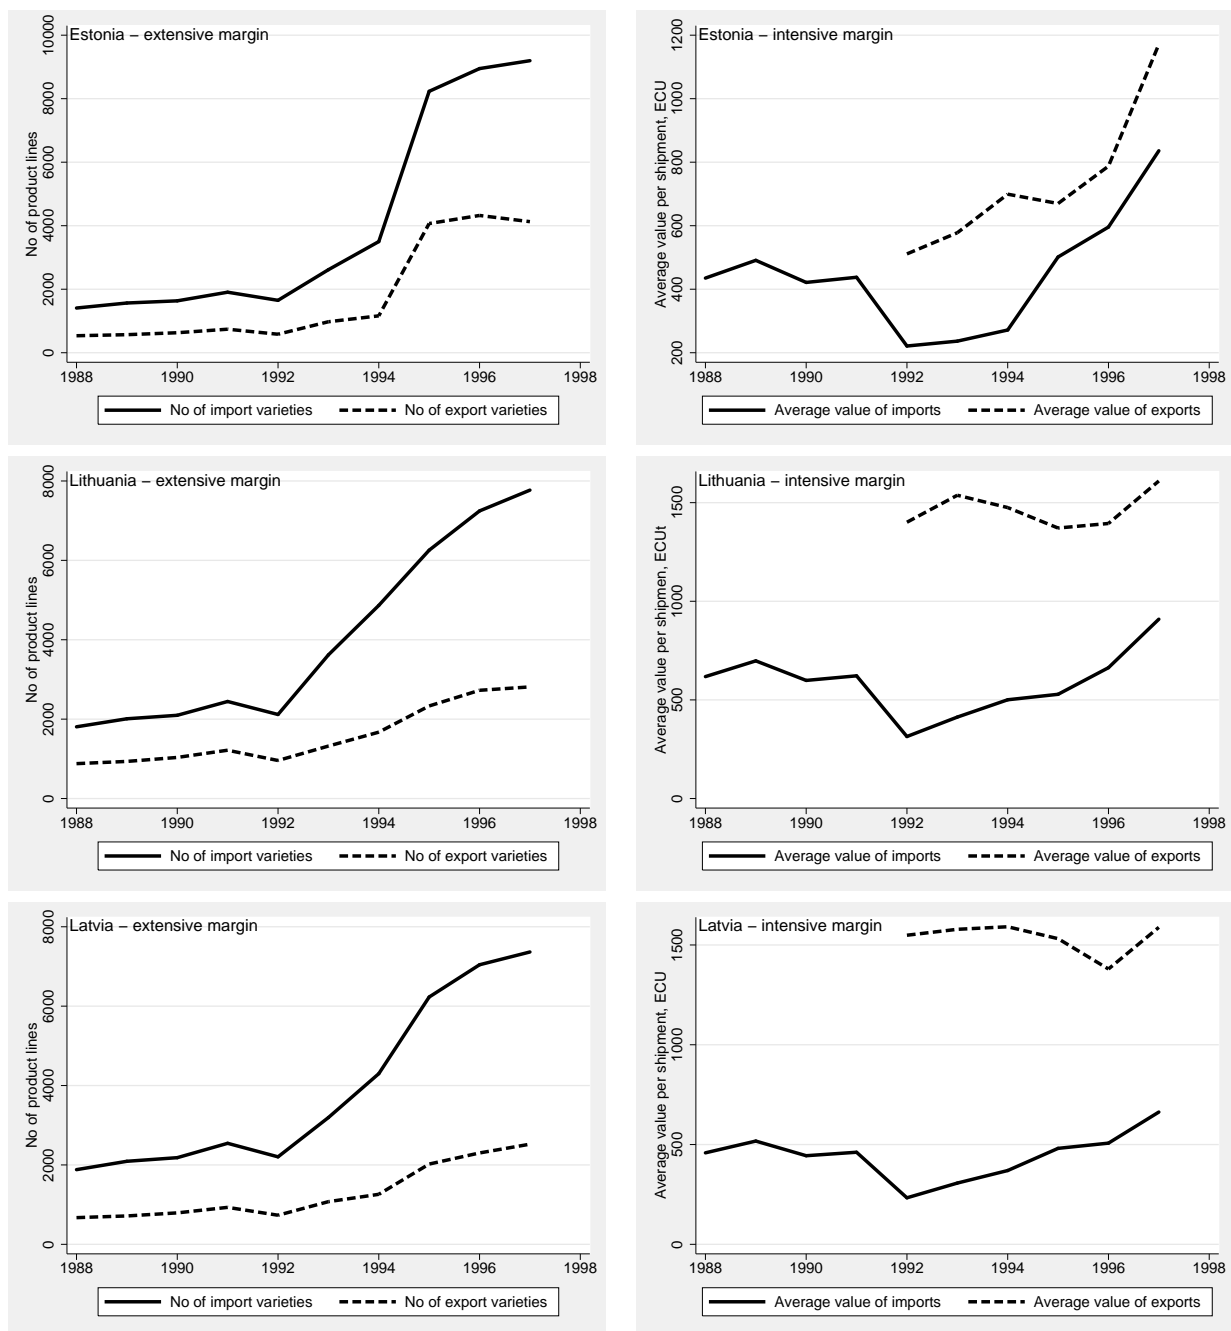 Estonia – extensive margin
No of product lines
10000
8000
6000
4000
2000
0
1988 1990 1992 1994 1996 1998
No of import varieties No of export varieties
Estonia – intensive margin
Average value per shipment, ECU
1200
1000
800
600
400
200
1988 1990 1992 1994 1996 1998
Average value of imports Average value of exports
Lithuania – extensive margin
No of product lines
8000
6000
4000
2000
0
1988 1990 1992 1994 1996 1998
No of import varieties No of export varieties
Lithuania – intensive margin
Average value per shipmen, ECUt
1500
1000
500
0
1988 1990 1992 1994 1996 1998
Average value of imports Average value of exports
Latvia – extensive margin
No of product lines
8000
6000
4000
2000
0
1988 1990 1992 1994 1996 1998
No of import varieties No of export varieties
Latvia – intensive margin
Average value per shipment, ECU
1500
1000
500
0
1988 1990 1992 1994 1996 1998
Average value of imports Average value of exports